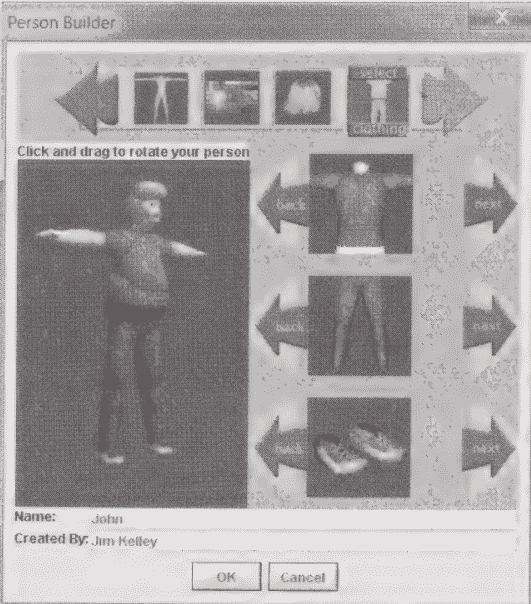 Person Builder
X
select
clothing
Click and drag to rotate your person
back
next
back
next
back
next
Name: John
Created By: Jim Kelley
OK
Cancel